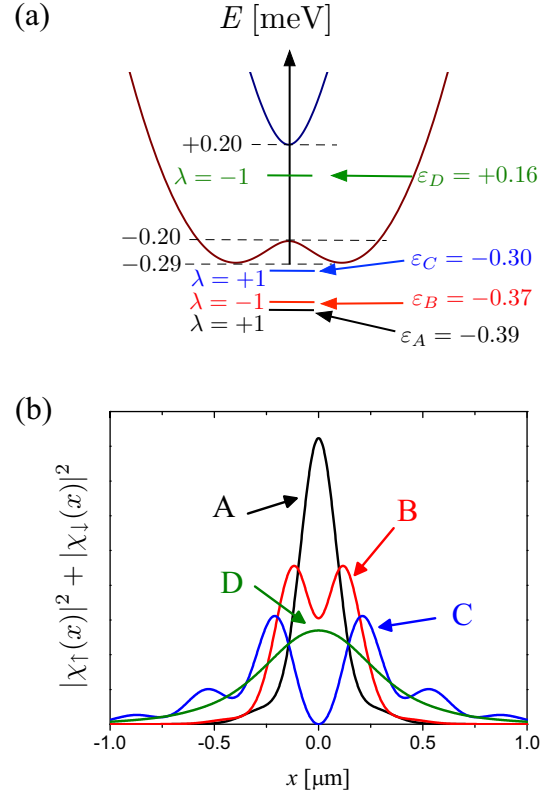 (a)
E [meV]
+0.20
λ = −1
ε_D = +0.16
−0.20
−0.29
ε_C = −0.30
λ = +1
λ = −1
ε_B = −0.37
λ = +1
ε_A = −0.39
(b)
|χ↑(x)|² + |χ↓(x)|²
A
B
D
C
-1.0 -0.5 0.0 0.5 1.0
x [μm]